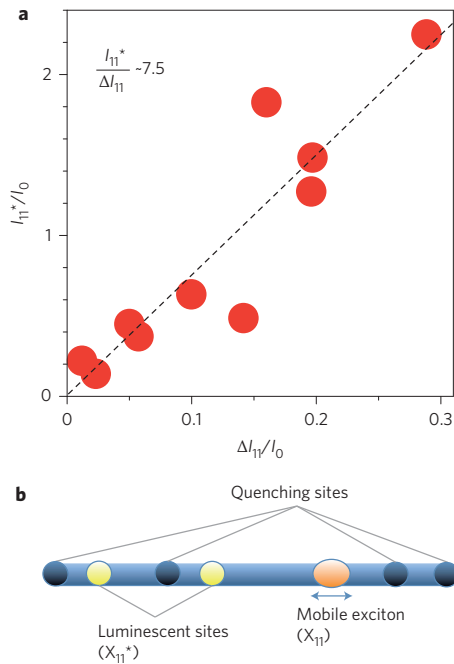 a
I₁₁*
ΔI₁₁
~7.5
I₁₁*/I₀
2
1
0
0
0.1
0.2
0.3
ΔI₁₁/I₀
b
Quenching sites
Luminescent sites
(X₁₁*)
Mobile exciton
(X₁₁)